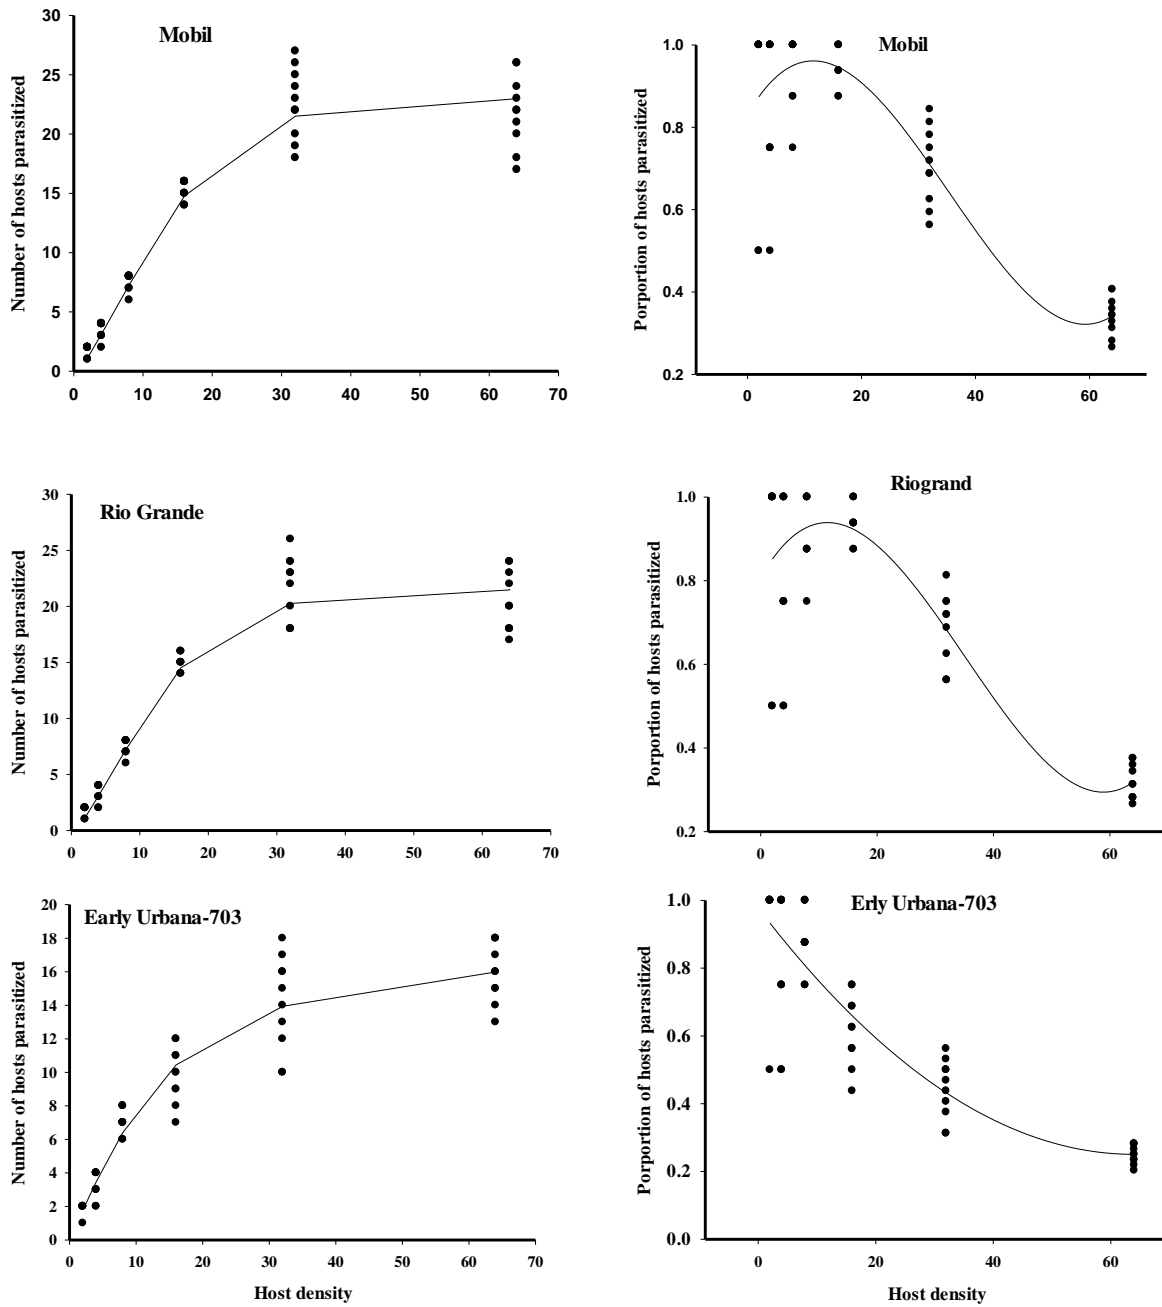 Mobil
Number of hosts parasitized
30
25
20
15
10
5
0
0 10 20 30 40 50 60 70
Mobil
Porportion of hosts parasitized
1.0
0.8
0.6
0.4
0.2
0 20 40 60
Rio Grande
Number of hosts parasitized
30
25
20
15
10
5
0
0 10 20 30 40 50 60 70
Riogrand
Porportion of hosts parasitized
1.0
0.8
0.6
0.4
0.2
0 20 40 60
Early Urbana-703
Number of hosts parasitized
20
18
16
14
12
10
8
6
4
2
0
0 10 20 30 40 50 60 70
Host density
Erly Urbana-703
Porportion of hosts parasitized
1.0
0.8
0.6
0.4
0.2
0.0
0 20 40 60
Host density